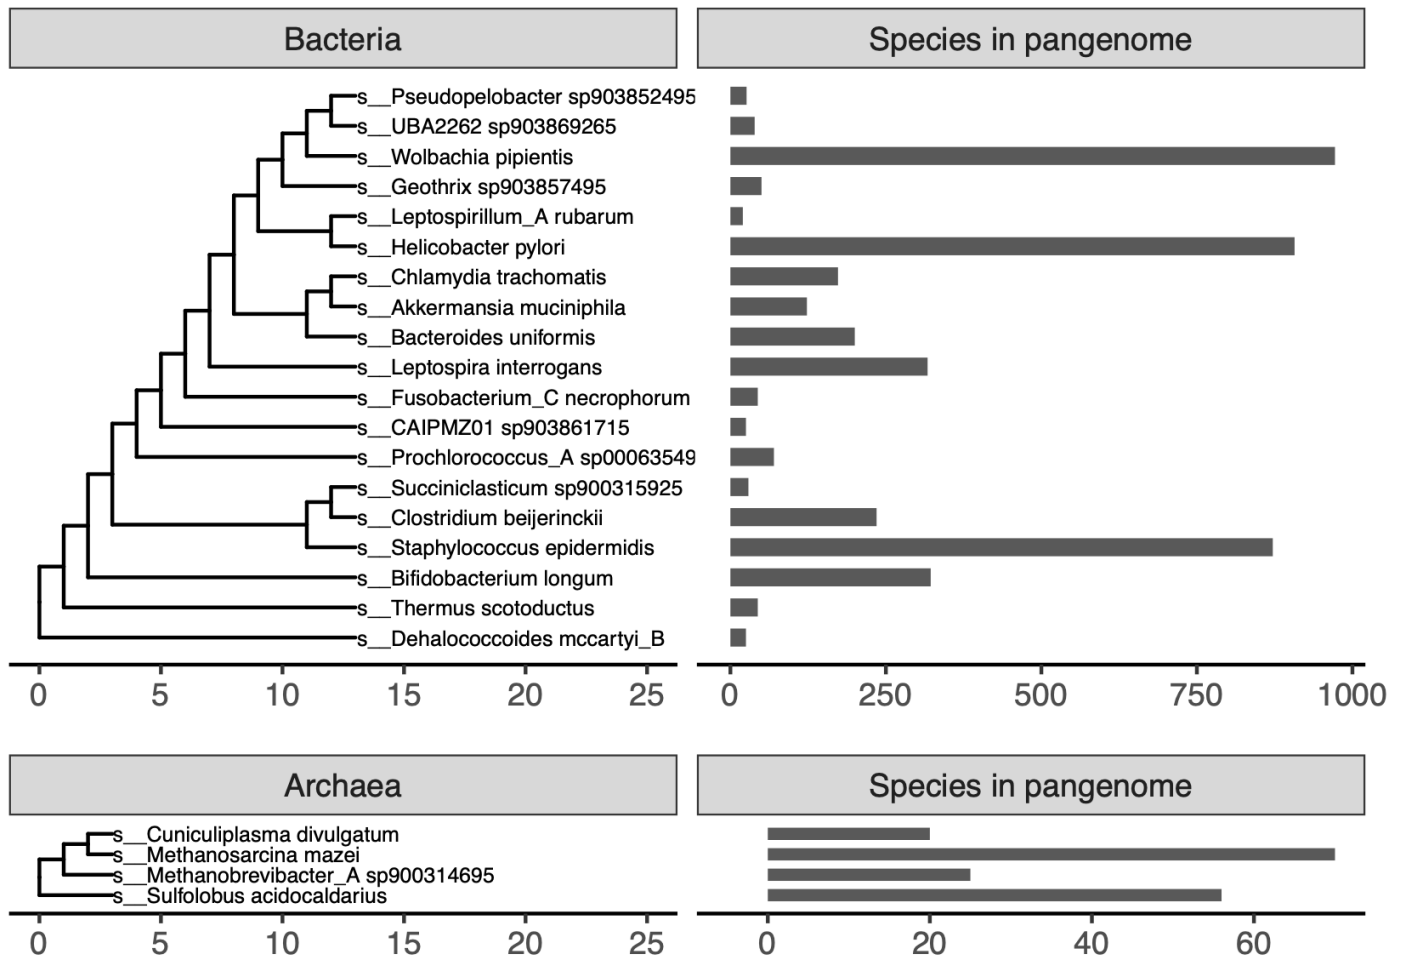 Bacteria
Species in pangenome
s__Pseudopelobacter sp903852495
s__UBA2262 sp903869265
s__Wolbachia pipientis
s__Geothrix sp903857495
s__Leptospirillum_A rubarum
s__Helicobacter pylori
s__Chlamydia trachomatis
s__Akkermansia muciniphila
s__Bacteroides uniformis
s__Leptospira interrogans
s__Fusobacterium_C necrophorum
s__CAIPMZ01 sp903861715
s__Prochlorococcus_A sp00063549
s__Succiniclasticum sp900315925
s__Clostridium beijerinckii
s__Staphylococcus epidermidis
s__Bifidobacterium longum
s__Thermus scotoductus
s__Dehalococcoides mccartyi_B
0 5 10 15 20 25
0 250 500 750 1000
Archaea
Species in pangenome
s__Cuniculiplasma divulgatum
s__Methanosarcina mazei
s__Methanobrevibacter_A sp900314695
s__Sulfolobus acidocaldarius
0 5 10 15 20 25
0 20 40 60